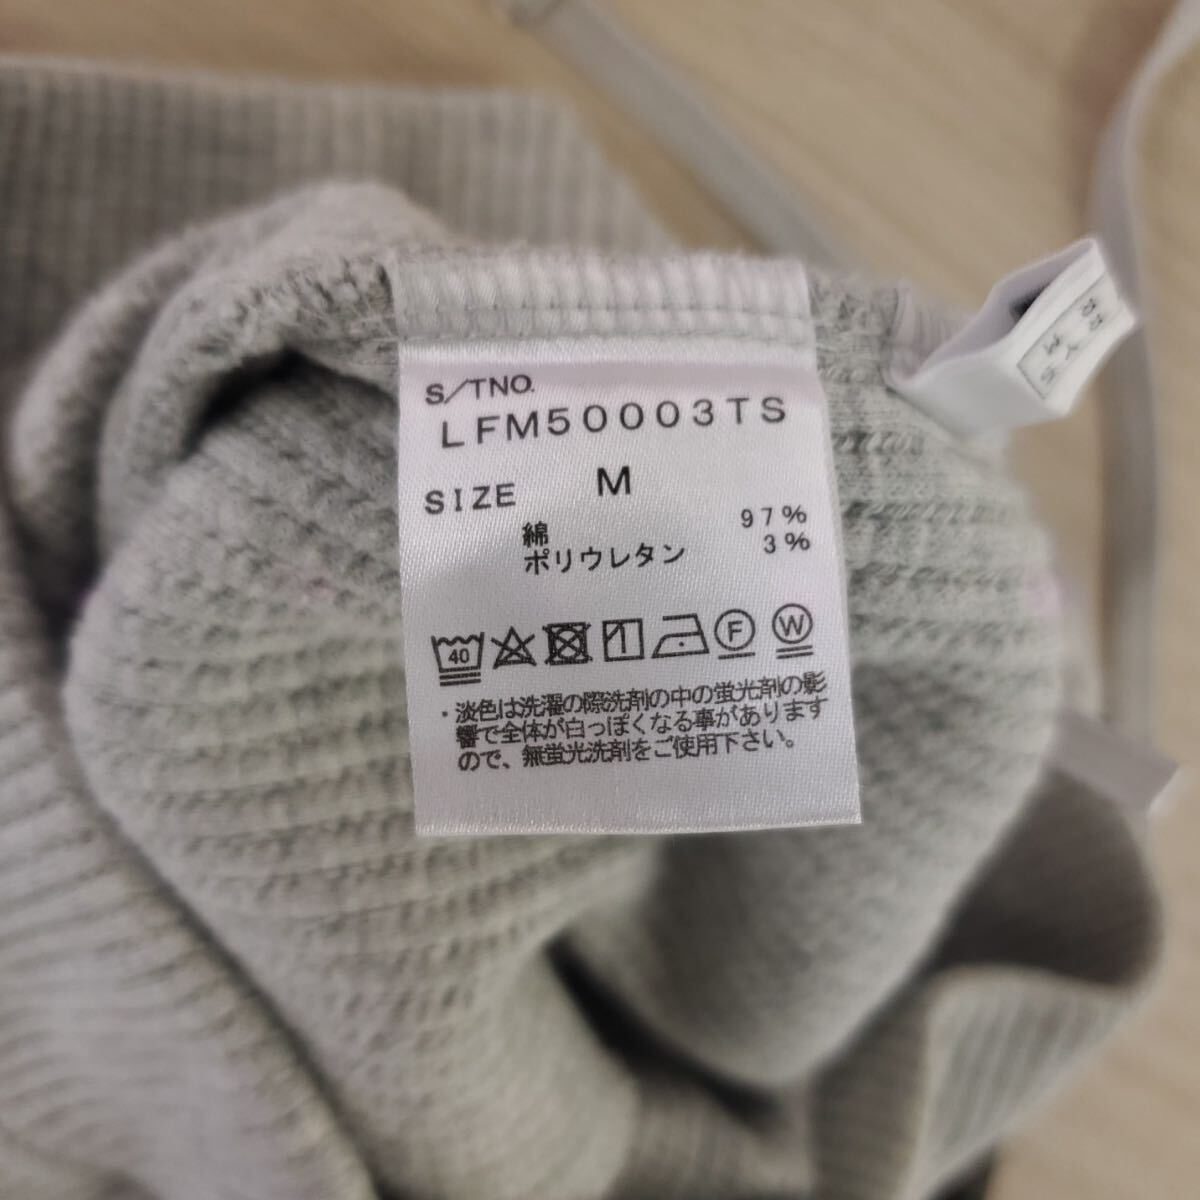 S/TNO.
LFM50003TS
SIZE M
綿 97%
ポリウレタン 3%
40 F W
・淡色は洗濯の際洗剤の中の蛍光剤の影
響で全体が白っぽくなる事があります
ので、無蛍光洗剤をご使用下さい。